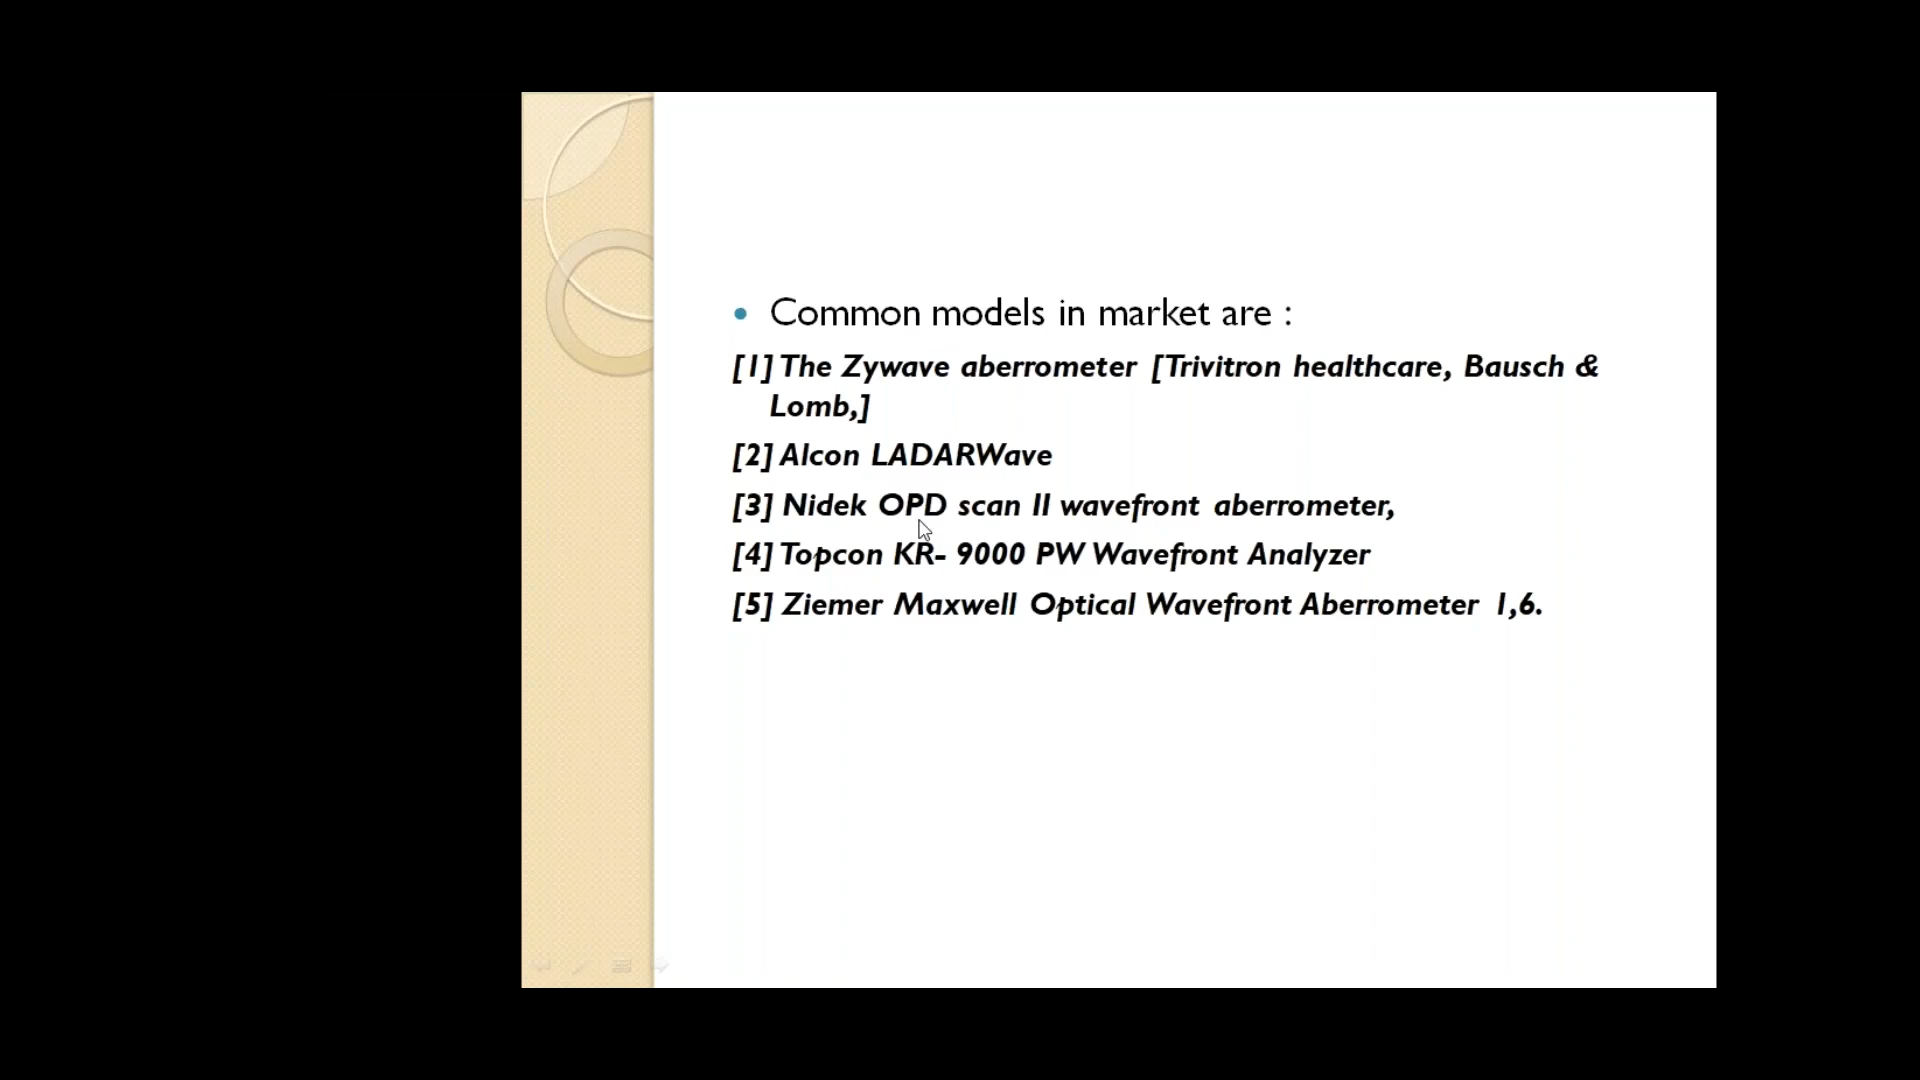 Common models in market are :
[1] The Zywave aberrometer [Trivitron healthcare, Bausch &
Lomb,]
[2] Alcon LADARWave
[3] Nidek OPD scan II wavefront aberrometer,
[4] Topcon KR- 9000 PW Wavefront Analyzer
[5] Ziemer Maxwell Optical Wavefront Aberrometer 1,6.